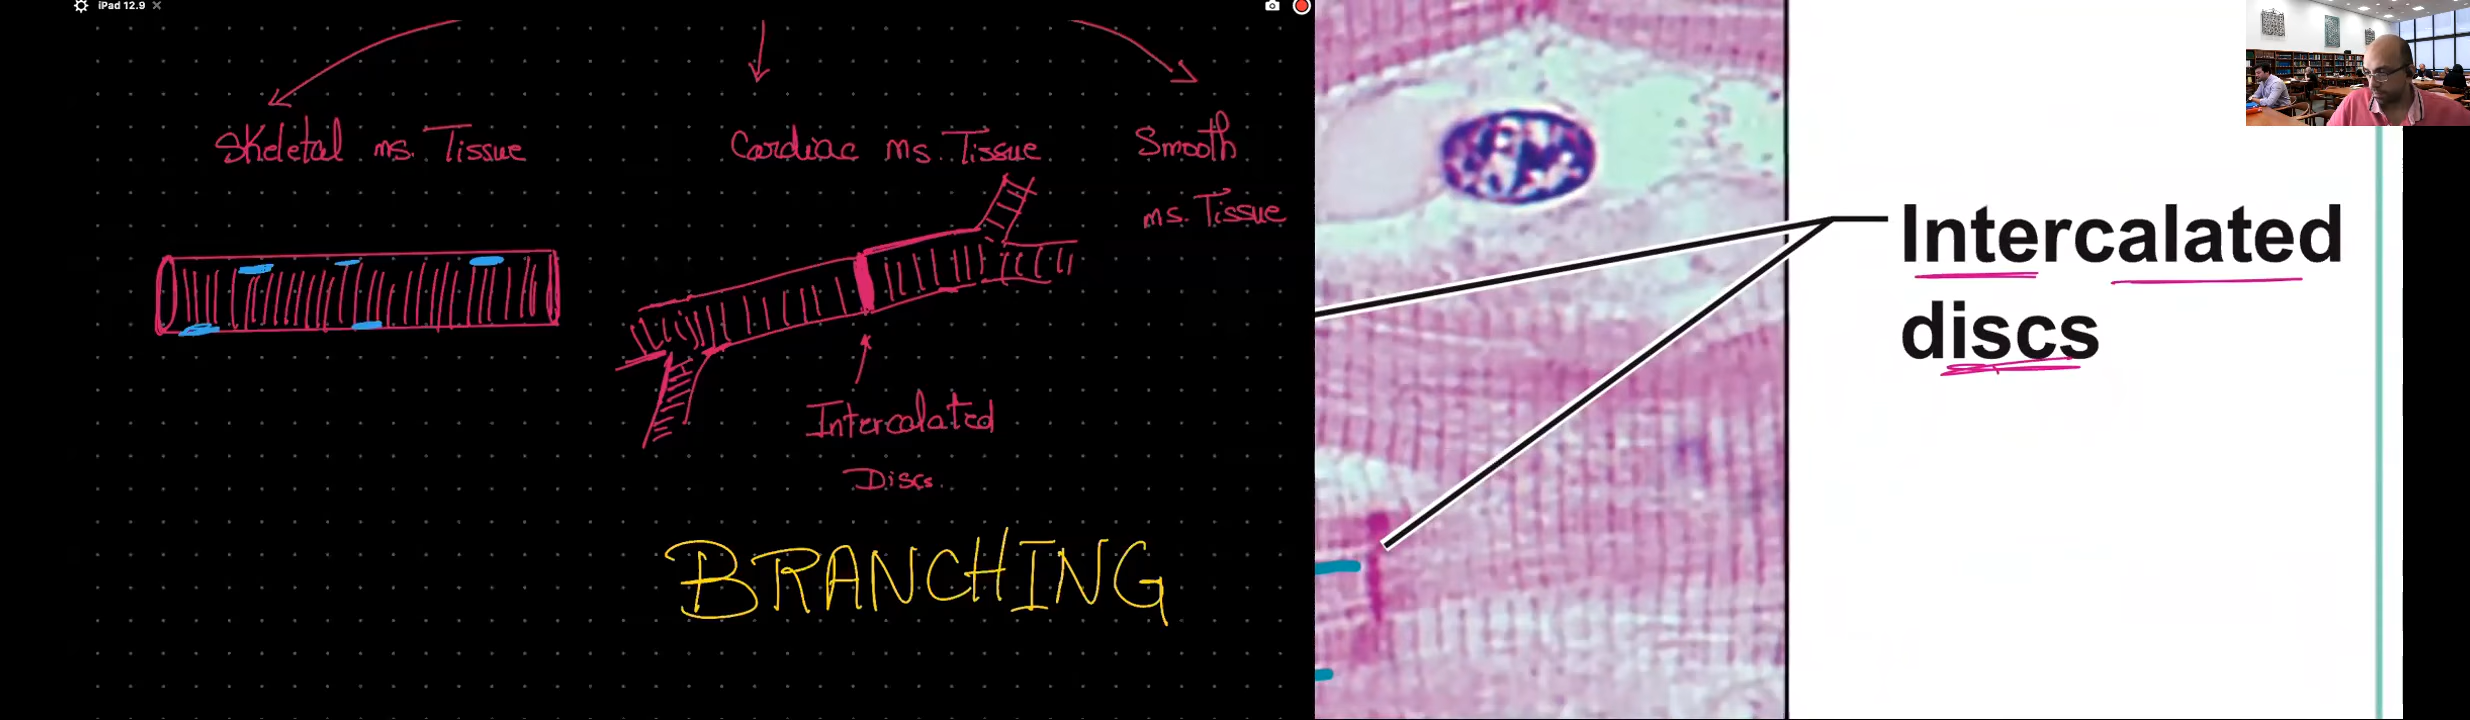 iPad 12.9
Skeletal ms. Tissue
Cardiac ms. Tissue
Smooth
ms. Tissue
Intercalated
Discs.
BRANCHING
Intercalated
discs